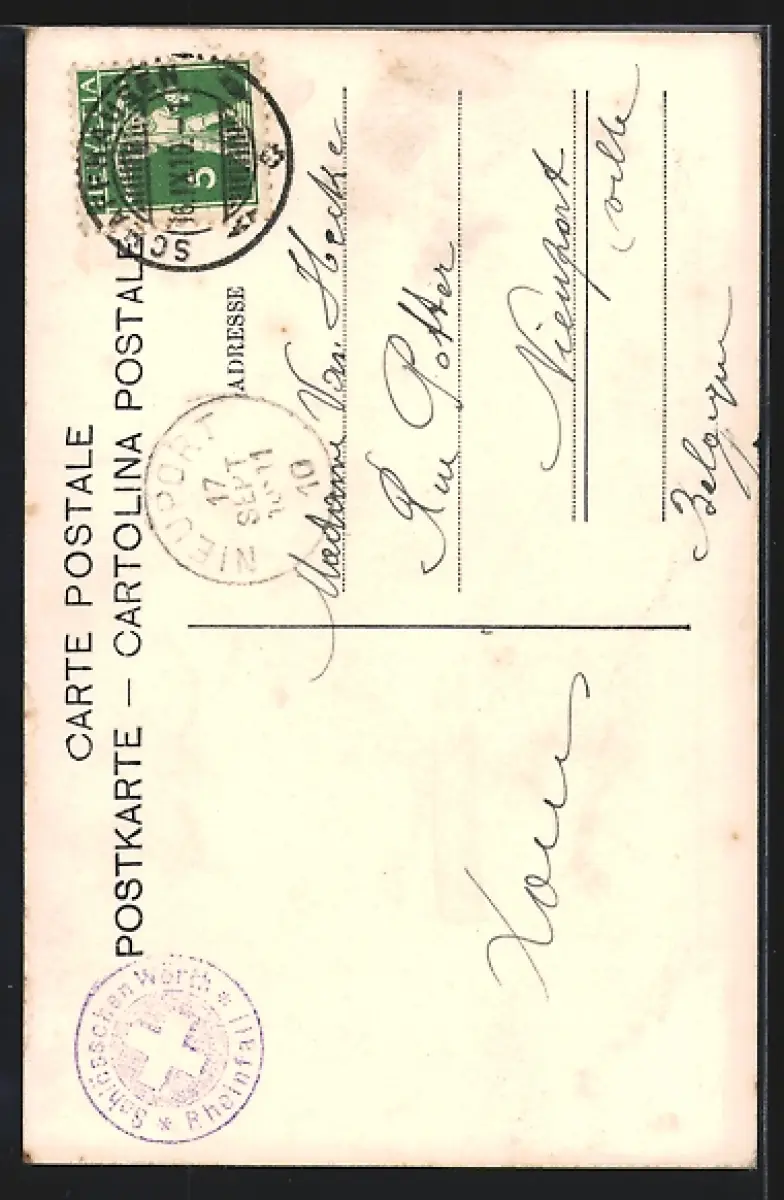 CARTE POSTALE
POSTKARTE — CARTOLINA POSTALE
HELVETIA
5
ADRESSE
NIEUPORT
17
SEPT
10
Schlösschen Wörth * Rheinfall *
Madame Van Hecke
Rue Potter
Nieuport
ville
Belgique